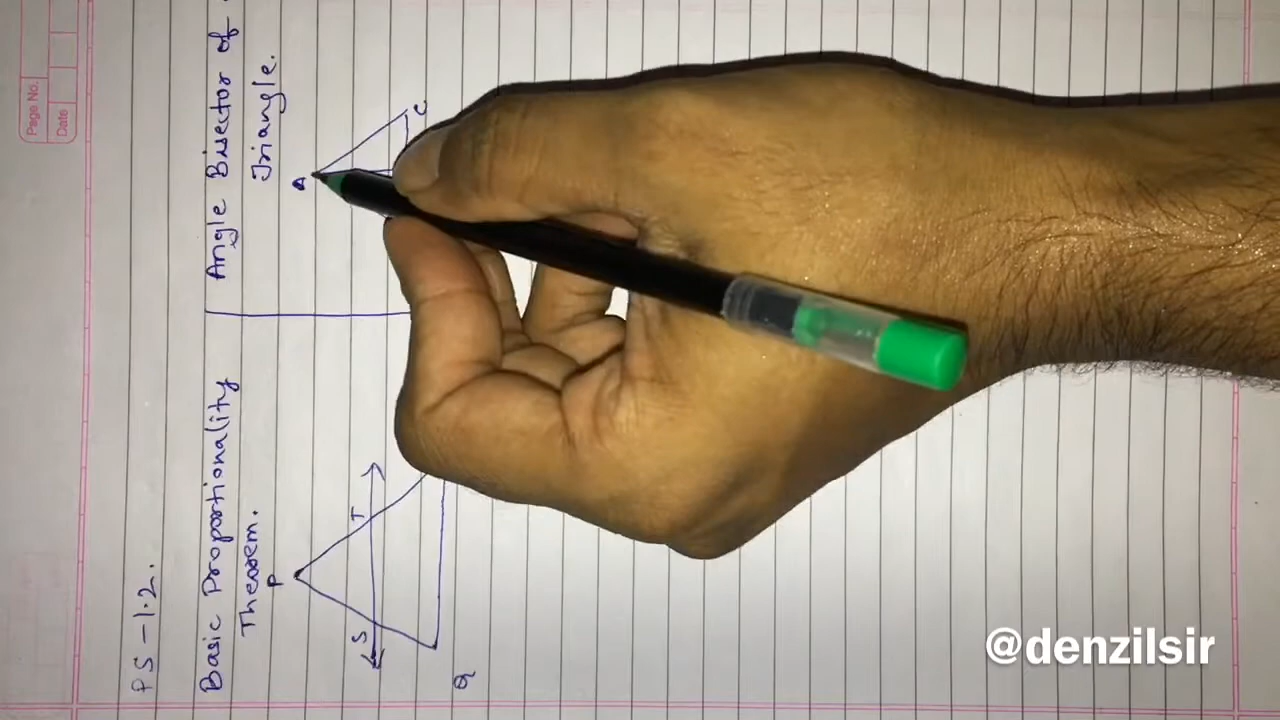 Page No.
Date
PS-1.2.
Basic Proportionality
Theorem.
P
S
T
Q
Angle Bisector of
Triangle.
A
C
@denzilsir